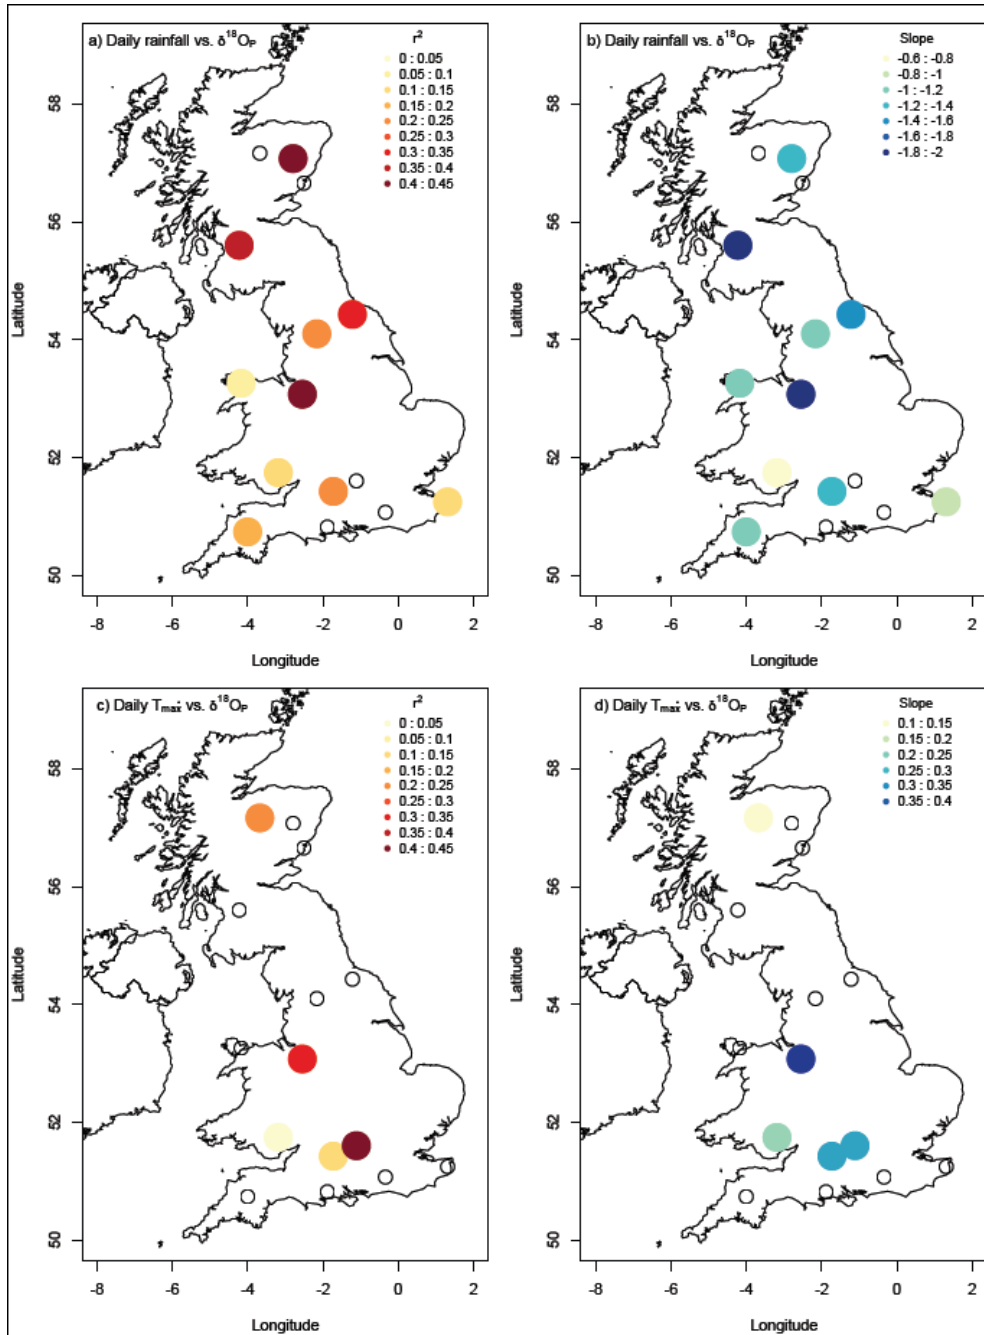 a) Daily rainfall vs. δ¹⁸Oₚ
r²
0 : 0.05
0.05 : 0.1
0.1 : 0.15
0.15 : 0.2
0.2 : 0.25
0.25 : 0.3
0.3 : 0.35
0.35 : 0.4
0.4 : 0.45
Latitude
58
56
54
52
50
-8 -6 -4 -2 0 2
Longitude
b) Daily rainfall vs. δ¹⁸Oₚ
Slope
-0.6 : -0.8
-0.8 : -1
-1 : -1.2
-1.2 : -1.4
-1.4 : -1.6
-1.6 : -1.8
-1.8 : -2
Latitude
58
56
54
52
50
-8 -6 -4 -2 0 2
Longitude
c) Daily Tₘₐₓ vs. δ¹⁸Oₚ
r²
0 : 0.05
0.05 : 0.1
0.1 : 0.15
0.15 : 0.2
0.2 : 0.25
0.25 : 0.3
0.3 : 0.35
0.35 : 0.4
0.4 : 0.45
Latitude
58
56
54
52
50
-8 -6 -4 -2 0 2
Longitude
d) Daily Tₘₐₓ vs. δ¹⁸Oₚ
Slope
0.1 : 0.15
0.15 : 0.2
0.2 : 0.25
0.25 : 0.3
0.3 : 0.35
0.35 : 0.4
Latitude
58
56
54
52
50
-8 -6 -4 -2 0 2
Longitude